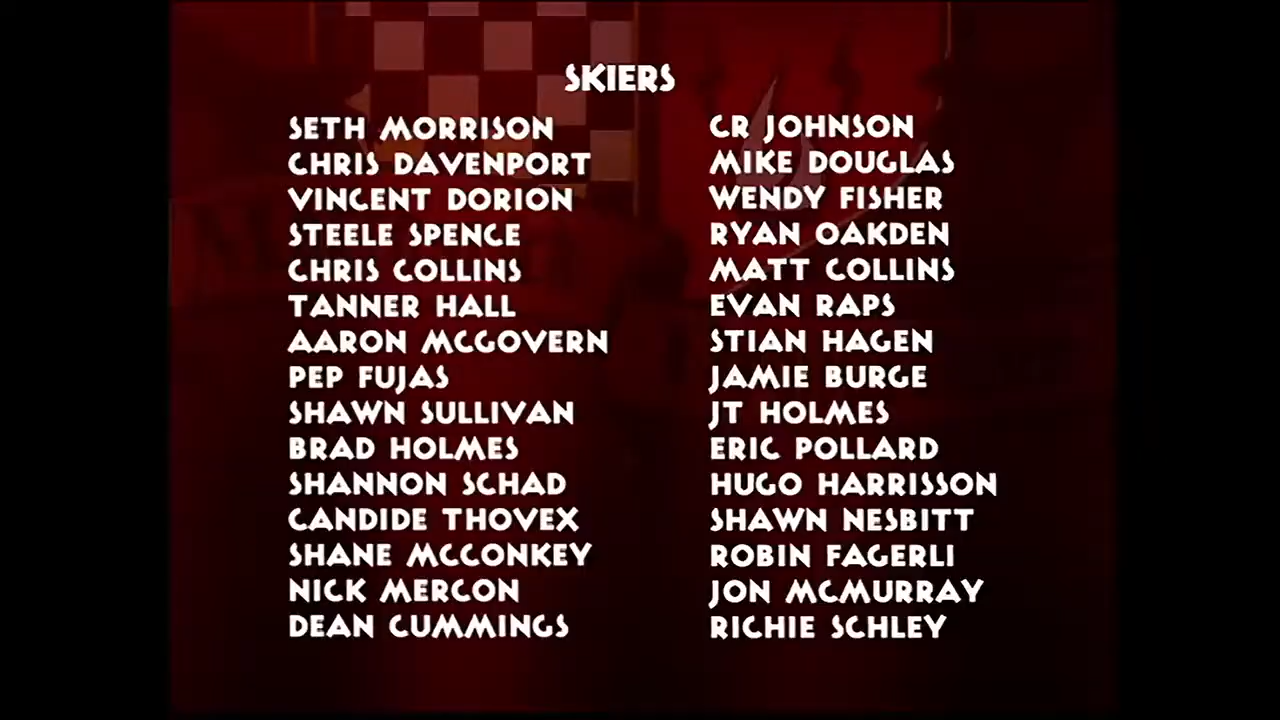 SKIERS
SETH MORRISON
CHRIS DAVENPORT
VINCENT DORION
STEELE SPENCE
CHRIS COLLINS
TANNER HALL
AARON MCGOVERN
PEP FUJAS
SHAWN SULLIVAN
BRAD HOLMES
SHANNON SCHAD
CANDIDE THOVEX
SHANE MCCONKEY
NICK MERCON
DEAN CUMMINGS
CR JOHNSON
MIKE DOUGLAS
WENDY FISHER
RYAN OAKDEN
MATT COLLINS
EVAN RAPS
STIAN HAGEN
JAMIE BURGE
JT HOLMES
ERIC POLLARD
HUGO HARRISSON
SHAWN NESBITT
ROBIN FAGERLI
JON MCMURRAY
RICHIE SCHLEY